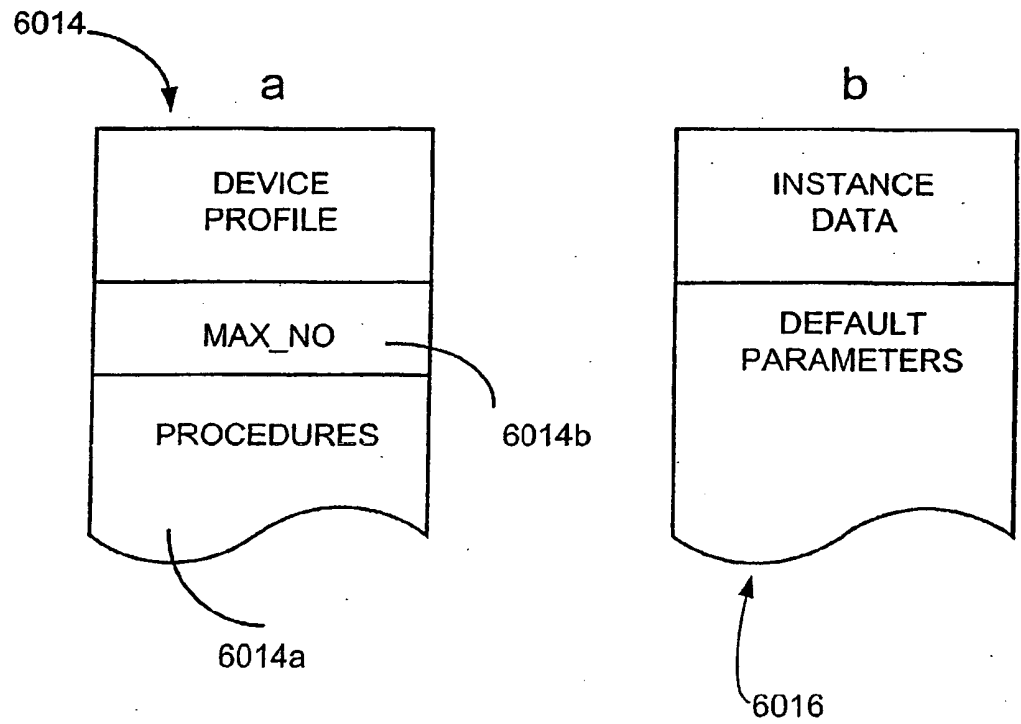 6014
a
b
DEVICE
PROFILE
MAX_NO
PROCEDURES
6014b
6014a
INSTANCE
DATA
DEFAULT
PARAMETERS
6016